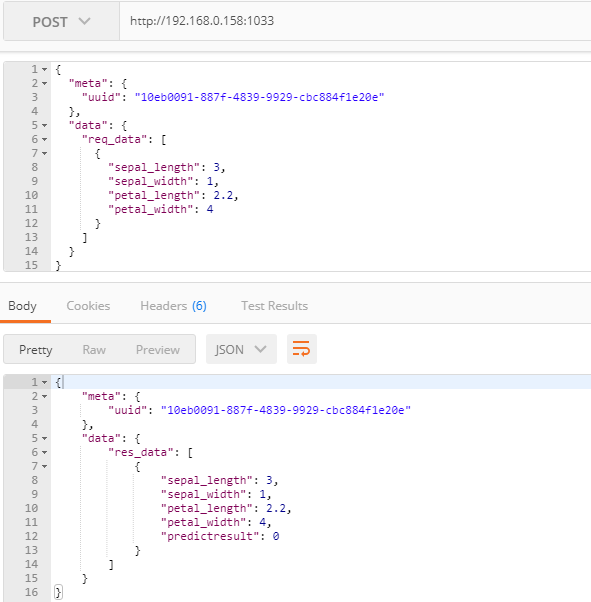 POST http://192.168.0.158:1033
1 {
2 "meta": {
3 "uuid": "10eb0091-887f-4839-9929-cbc884f1e20e"
4 },
5 "data": {
6 "req_data": [
7 {
8 "sepal_length": 3,
9 "sepal_width": 1,
10 "petal_length": 2.2,
11 "petal_width": 4
12 }
13 ]
14 }
15 }
Body Cookies Headers (6) Test Results
Pretty Raw Preview JSON
1 {
2 "meta": {
3 "uuid": "10eb0091-887f-4839-9929-cbc884f1e20e"
4 },
5 "data": {
6 "res_data": [
7 {
8 "sepal_length": 3,
9 "sepal_width": 1,
10 "petal_length": 2.2,
11 "petal_width": 4,
12 "predictresult": 0
13 }
14 ]
15 }
16 }